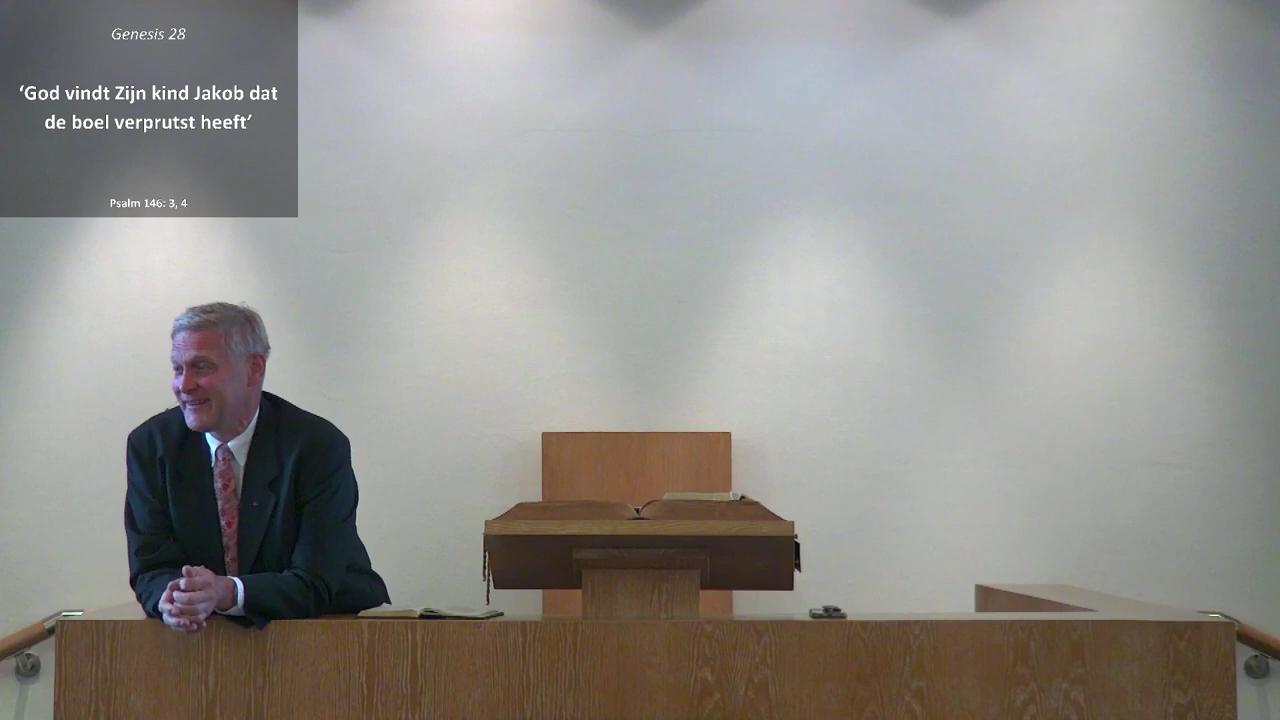 Genesis 28
‘God vindt Zijn kind Jakob dat
de boel verprutst heeft’
Psalm 146: 3, 4